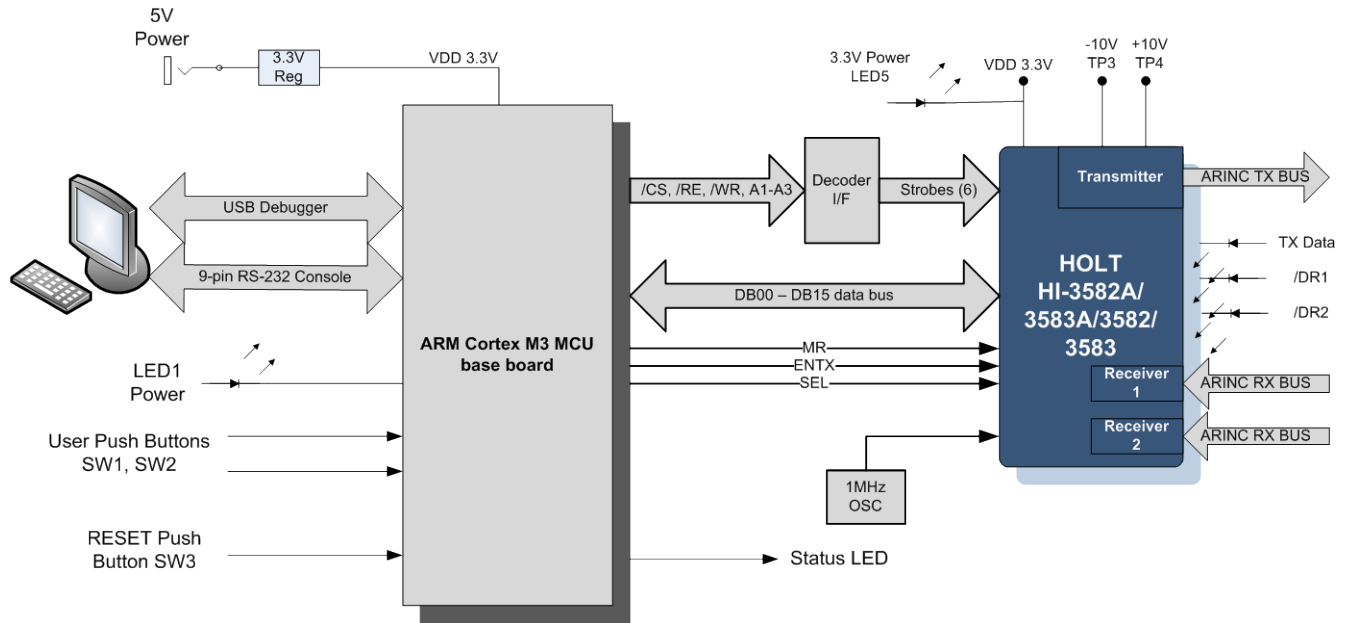 5V
Power
3.3V
Reg
VDD 3.3V
3.3V Power
LED5
VDD 3.3V
-10V
TP3
+10V
TP4
USB Debugger
9-pin RS-232 Console
ARM Cortex M3 MCU
base board
/CS, /RE, /WR, A1-A3
Decoder
I/F
Strobes (6)
Transmitter
ARINC TX BUS
DB00 – DB15 data bus
HOLT
HI-3582A/
3583A/3582/
3583
TX Data
/DR1
/DR2
MR
ENTX
SEL
Receiver
1
ARINC RX BUS
Receiver
2
ARINC RX BUS
LED1
Power
User Push Buttons
SW1, SW2
1MHz
OSC
RESET Push
Button SW3
Status LED